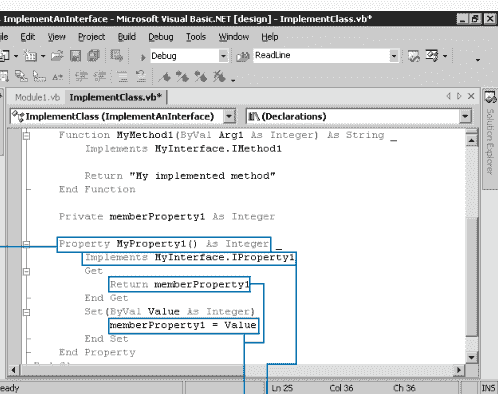 ImplementAnInterface - Microsoft Visual Basic.NET [design] - ImplementClass.vb*
File Edit View Project Build Debug Tools Window Help
Debug ReadLine
Module1.vb ImplementClass.vb*
ImplementClass (ImplementAnInterface) (Declarations)
Function MyMethod1(ByVal Arg1 As Integer) As String _
Implements MyInterface.IMethod1
Return "My implemented method"
End Function
Private memberProperty1 As Integer
Property MyProperty1() As Integer _
Implements MyInterface.IProperty1
Get
Return memberProperty1
End Get
Set(ByVal Value As Integer)
memberProperty1 = Value
End Set
End Property
Solution Explorer
eady Ln 25 Col 36 Ch 36 INS